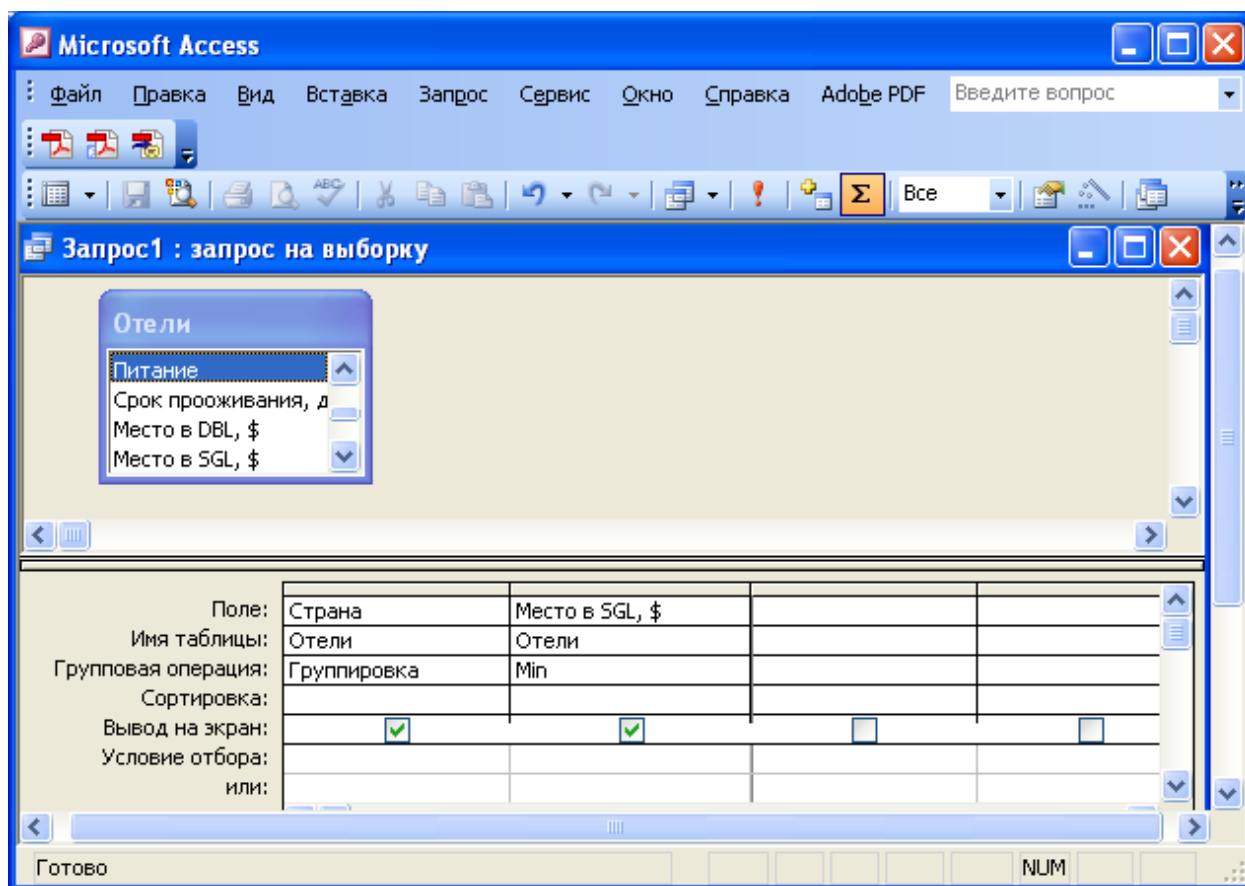 Microsoft Access
Файл Правка Вид Вставка Запрос Сервис Окно Справка Adobe PDF Введите вопрос
ABC Σ Все
Запрос1 : запрос на выборку
Отели
Питание
Срок прооживания, д
Место в DBL, $
Место в SGL, $
Поле: Страна Место в SGL, $
Имя таблицы: Отели Отели
Групповая операция: Группировка Min
Сортировка:
Вывод на экран:
Условие отбора:
или:
Готово NUM